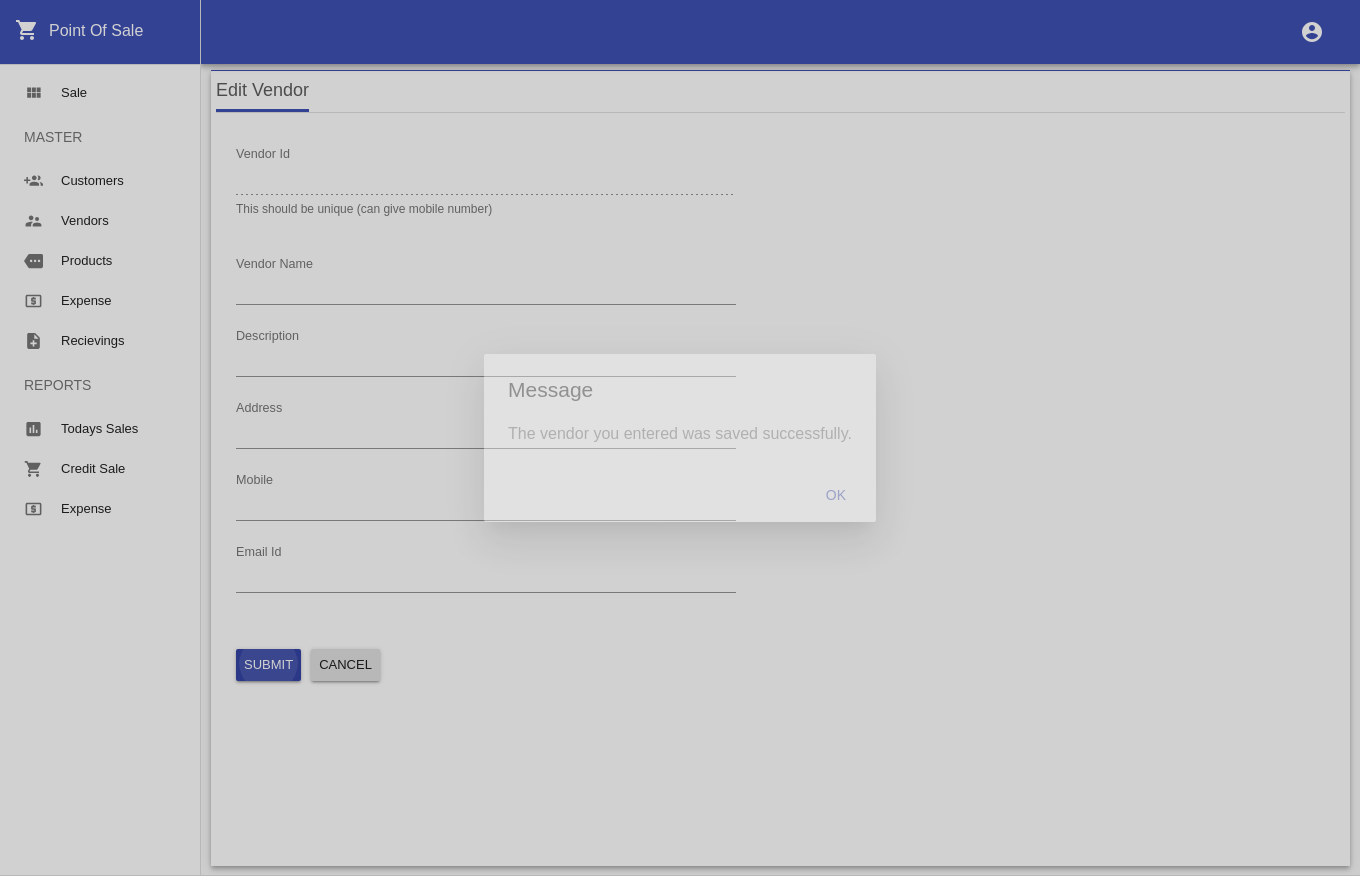 Point Of Sale
Sale
MASTER
Customers
Vendors
Products
Expense
Recievings
REPORTS
Todays Sales
Credit Sale
Expense
Edit Vendor
Vendor Id
This should be unique (can give mobile number)
Vendor Name
Description
Address
Mobile
Email Id
SUBMIT
CANCEL
Message
The vendor you entered was saved successfully.
OK